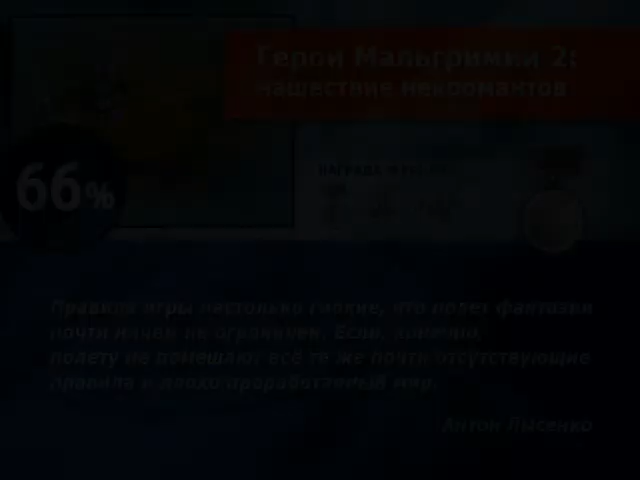 Герои Мальгримии 2:
нашествие некромантов
66%
Правила игры настолько гибкие, что полет фантазии
почти ничем не ограничен. Если, конечно,
полету не помешают всё те же почти отсутствующие
правила и плохо проработанный мир.
Антон Лысенко